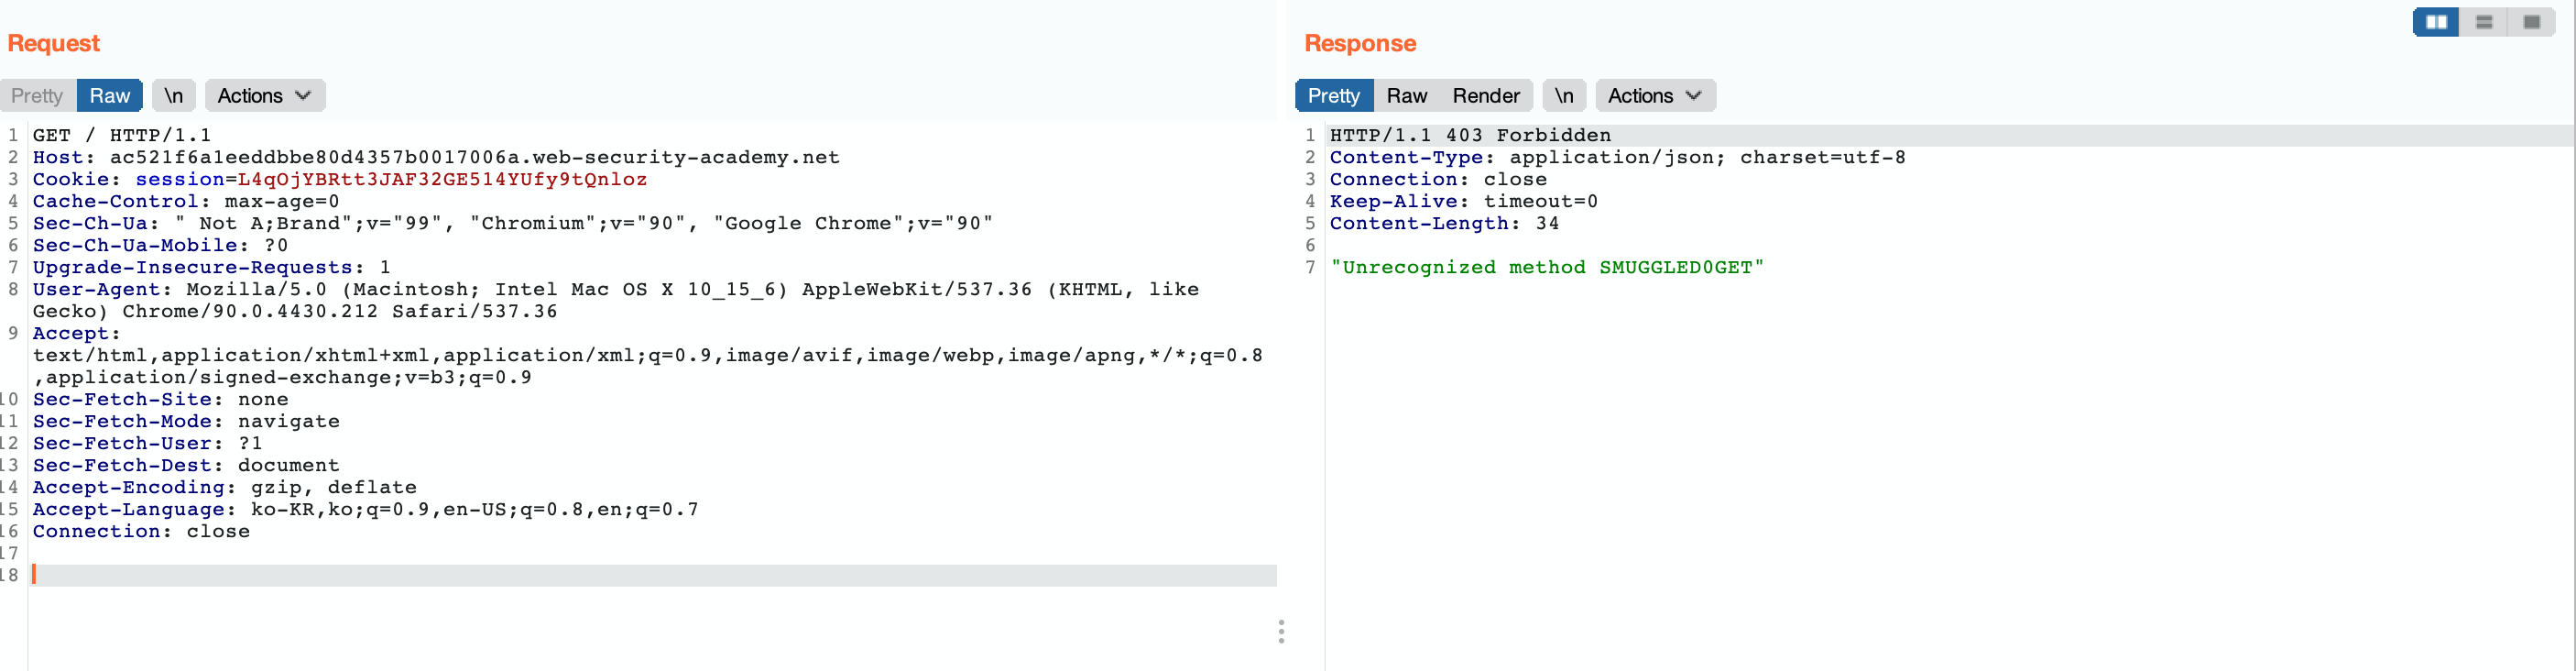 Request
Pretty Raw \n Actions
1 GET / HTTP/1.1
2 Host: ac521f6a1eeddbbe80d4357b0017006a.web-security-academy.net
3 Cookie: session=L4qOjYBRtt3JAF32GE514YUfy9tQnloz
4 Cache-Control: max-age=0
5 Sec-Ch-Ua: " Not A;Brand";v="99", "Chromium";v="90", "Google Chrome";v="90"
6 Sec-Ch-Ua-Mobile: ?0
7 Upgrade-Insecure-Requests: 1
8 User-Agent: Mozilla/5.0 (Macintosh; Intel Mac OS X 10_15_6) AppleWebKit/537.36 (KHTML, like
Gecko) Chrome/90.0.4430.212 Safari/537.36
9 Accept:
text/html,application/xhtml+xml,application/xml;q=0.9,image/avif,image/webp,image/apng,*/*;q=0.8
,application/signed-exchange;v=b3;q=0.9
10 Sec-Fetch-Site: none
11 Sec-Fetch-Mode: navigate
12 Sec-Fetch-User: ?1
13 Sec-Fetch-Dest: document
14 Accept-Encoding: gzip, deflate
15 Accept-Language: ko-KR,ko;q=0.9,en-US;q=0.8,en;q=0.7
16 Connection: close
17
18
Response
Pretty Raw Render \n Actions
1 HTTP/1.1 403 Forbidden
2 Content-Type: application/json; charset=utf-8
3 Connection: close
4 Keep-Alive: timeout=0
5 Content-Length: 34
6
7 "Unrecognized method SMUGGLED0GET"